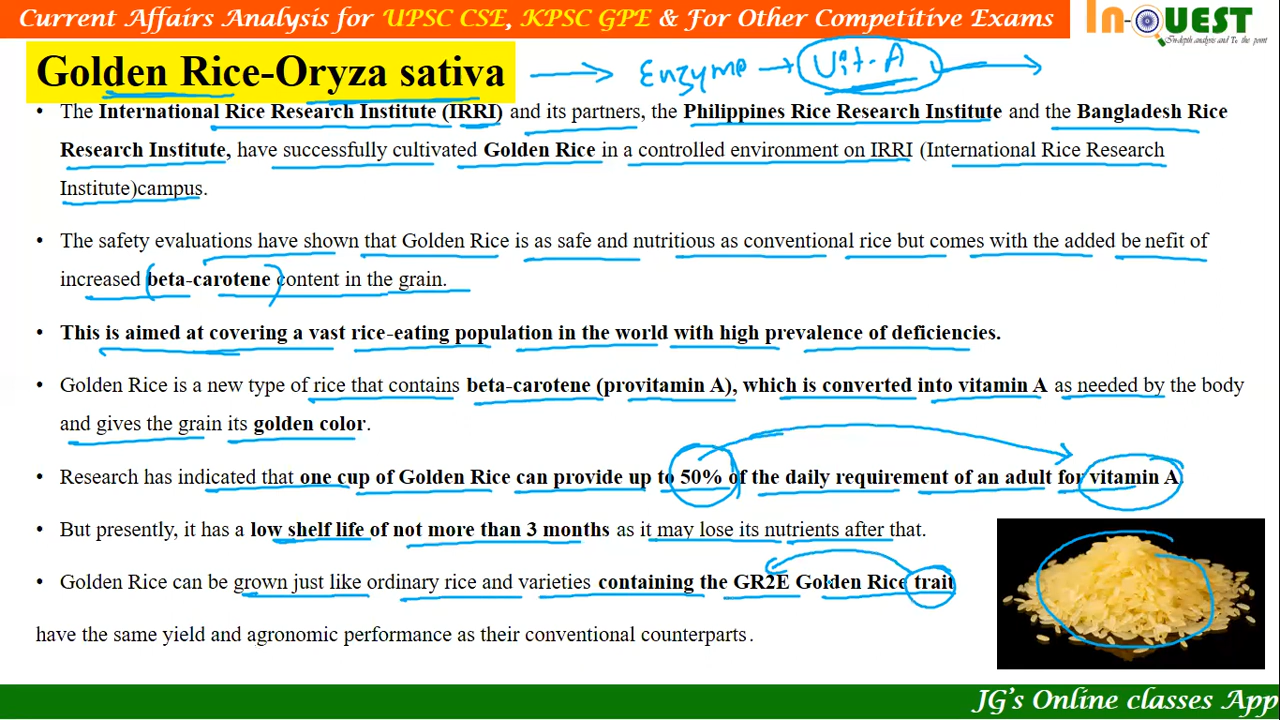 Current Affairs Analysis for UPSC CSE, KPSC GPE & For Other Competitive Exams
In-QUEST
In-depth analysis and To the point
Golden Rice-Oryza sativa
Enzyme
Vit-A
• The International Rice Research Institute (IRRI) and its partners, the Philippines Rice Research Institute and the Bangladesh Rice
Research Institute, have successfully cultivated Golden Rice in a controlled environment on IRRI (International Rice Research
Institute)campus.
• The safety evaluations have shown that Golden Rice is as safe and nutritious as conventional rice but comes with the added be nefit of
increased beta-carotene content in the grain.
• This is aimed at covering a vast rice-eating population in the world with high prevalence of deficiencies.
• Golden Rice is a new type of rice that contains beta-carotene (provitamin A), which is converted into vitamin A as needed by the body
and gives the grain its golden color.
• Research has indicated that one cup of Golden Rice can provide up to 50% of the daily requirement of an adult for vitamin A.
• But presently, it has a low shelf life of not more than 3 months as it may lose its nutrients after that.
• Golden Rice can be grown just like ordinary rice and varieties containing the GR2E Golden Rice trait
have the same yield and agronomic performance as their conventional counterparts.
JG's Online classes App